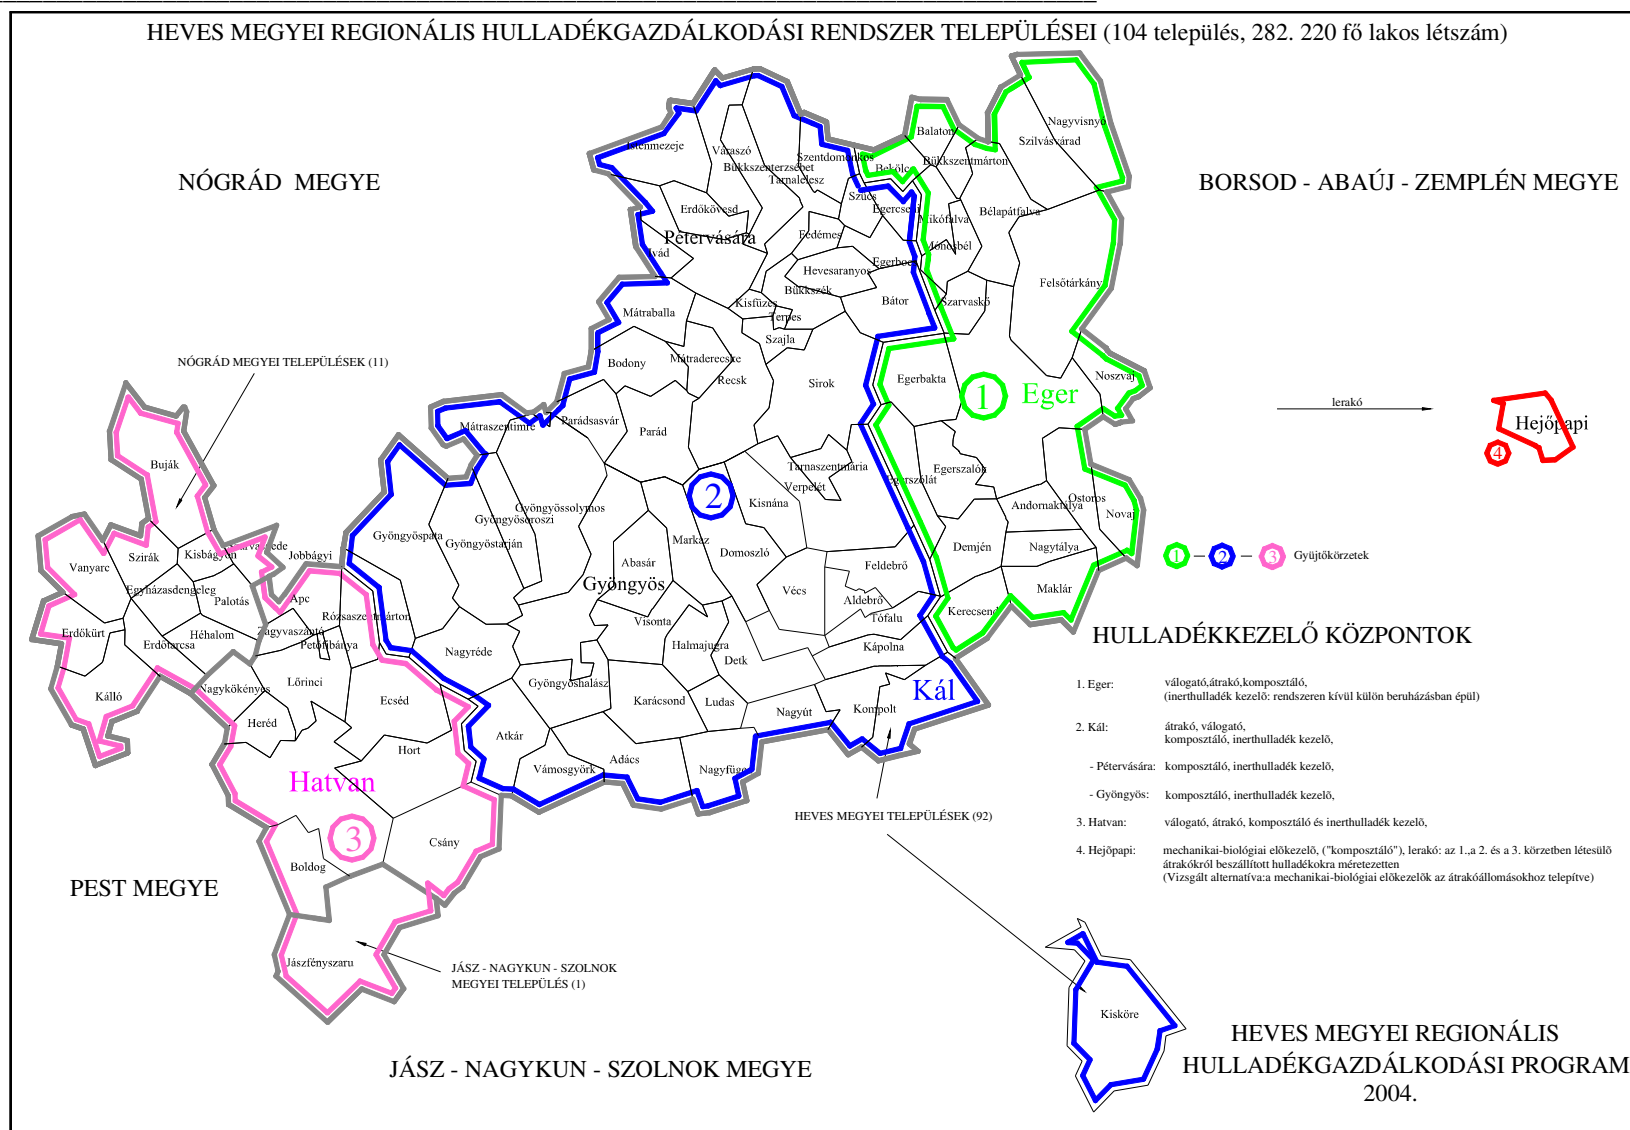 HEVES MEGYEI REGIONÁLIS HULLADÉKGAZDÁLKODÁSI RENDSZER TELEPÜLÉSEI (104 település, 282. 220 fő lakos létszám)
NÓGRÁD MEGYE
BORSOD - ABAÚJ - ZEMPLÉN MEGYE
Nagyvisnyó
Szilvásvárad
Balaton
Bükkszentmárton
Bekölce
Istenmezeje
Váraszó
Bükkszenterzsébet
Tarnalelesz
Szentdomonkos
Szúcs
Egercsehi
Mikófalva
Bélapátfalva
Mónosbél
Erdőkövesd
Pétervására
Fedémes
Ivád
Hevesaranyos
Egerbocs
Bükkszék
Bátor
Szarvaskő
Felsőtárkány
Kisfüzes
Terpes
Szajla
Mátraballa
Bodony
Mátraderecske
Recsk
Sirok
Egerbakta
1
Eger
Noszvaj
NÓGRÁD MEGYEI TELEPÜLÉSEK (11)
lerakó
Hejőpapi
4
Mátraszentimre
Parádsasvár
Parád
Buják
Tarnaszentmária
Verpelét
Egerszalók
Egerszólát
2
Kisnána
Andornaktálya
Ostoros
Novaj
Gyöngyössolymos
Gyöngyösoroszi
Gyöngyöspata
Gyöngyöstarján
Markaz
Domoszló
Demjén
Nagytálya
Szirák
Kisbágyon
Jobbágyi
Vanyarc
Egyházasdengeleg
Palotás
Abasár
Gyöngyös
Feldebrő
Vécs
Aldebrő
Tófalu
Maklár
Kerecsend
1 – 2 – 3 Gyüjtőkörzetek
Apc
Rózsaszentmárton
Zagyvaszántó
Petőfibánya
Erdőkürt
Erdőtarcsa
Héhalom
Visonta
Halmajugra
Detk
Kápolna
Nagyréde
HULLADÉKKEZELŐ KÖZPONTOK
Kálló
Nagykökényes
Lőrinci
Ecséd
Heréd
Hort
Gyöngyöshalász
Karácsond
Ludas
Nagyút
Kompolt
Kál
Atkár
Vámosgyörk
Adács
Nagyfüged
1. Eger: válogató,átrakó,komposztáló,
(inerthulladék kezelő: rendszeren kívül külön beruházásban épül)
2. Kál: átrakó, válogató,
komposztáló, inerthulladék kezelő,
- Pétervására: komposztáló, inerthulladék kezelő,
- Gyöngyös: komposztáló, inerthulladék kezelő,
3. Hatvan: válogató, átrakó, komposztáló és inerthulladék kezelő,
4. Hejőpapi: mechanikai-biológiai előkezelő, ("komposztáló"), lerakó: az 1.,a 2. és a 3. körzetben létesülő
átrakókról beszállított hulladékokra méretezetten
(Vizsgált alternatíva:a mechanikai-biológiai előkezelők az átrakóállomásokhoz telepítve)
Hatvan
3
Csány
Boldog
HEVES MEGYEI TELEPÜLÉSEK (92)
PEST MEGYE
Jászfényszaru
JÁSZ - NAGYKUN - SZOLNOK
MEGYEI TELEPÜLÉS (1)
Kisköre
JÁSZ - NAGYKUN - SZOLNOK MEGYE
HEVES MEGYEI REGIONÁLIS
HULLADÉKGAZDÁLKODÁSI PROGRAM
2004.